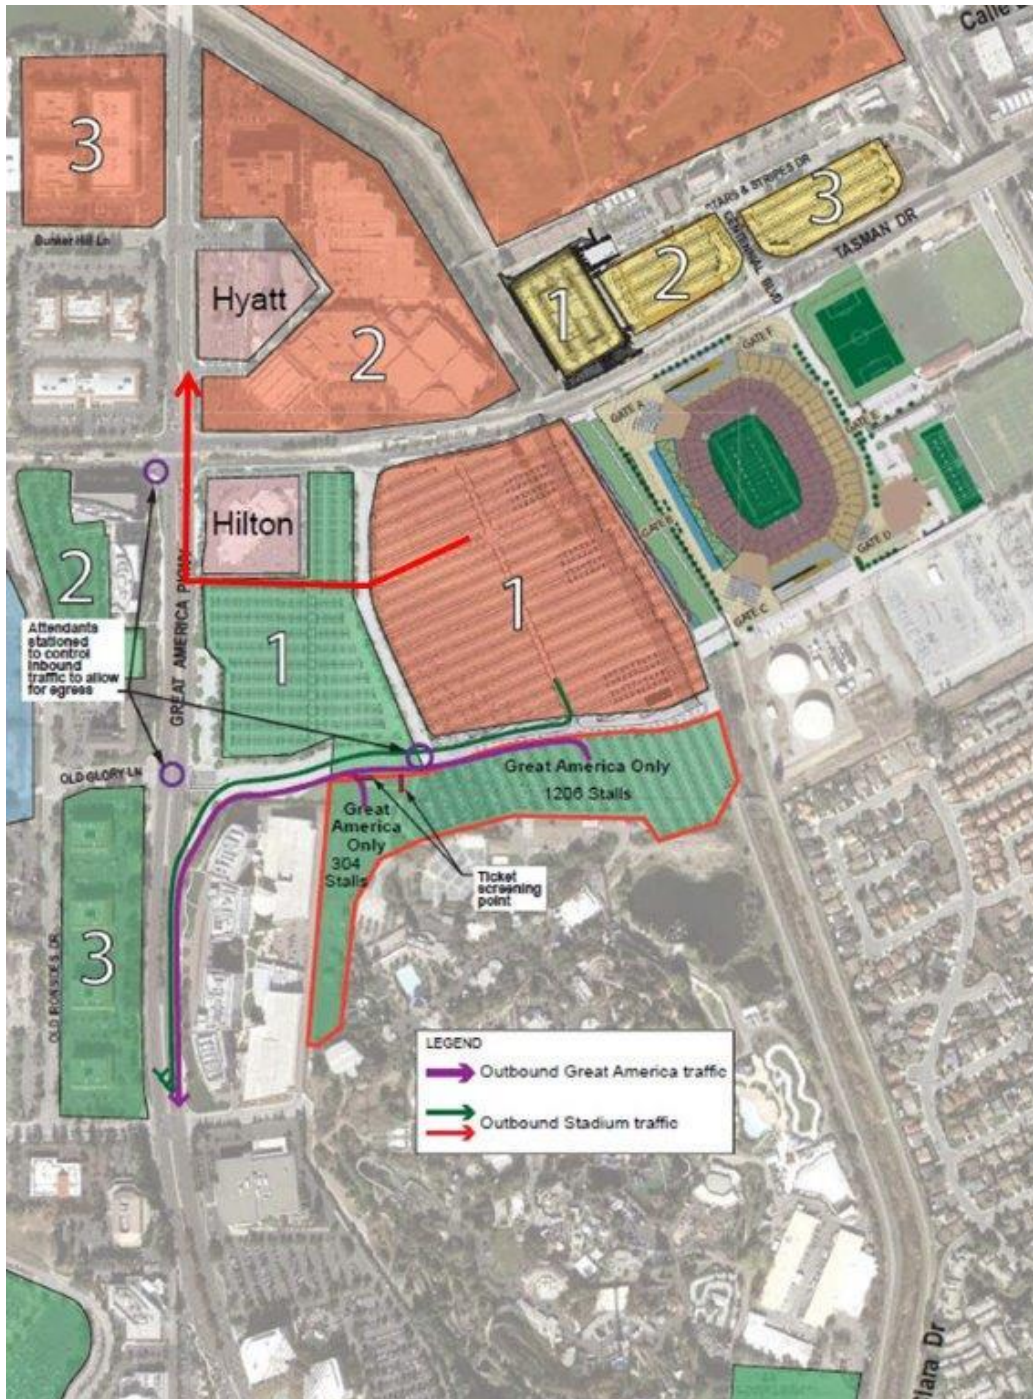 Calle D
3
STARS & STRIPES DR
3
Bunker Hill Ln
CENTENNIAL BLVD
TASMAN DR
2
Hyatt
1
2
GATE F
GATE A
GATE E
Hilton
GATE B
2
GATE D
1
1
GATE C
Attendants
stationed
to control
inbound
traffic to allow
for egress
GREAT AMERICA PKWY
OLD GLORY LN
Great America Only
1206 Stalls
Great
America
Only
304
Stalls
Ticket
screening
point
3
OLD IRONSIDES DR
LEGEND
Outbound Great America traffic
Outbound Stadium traffic
lara Dr